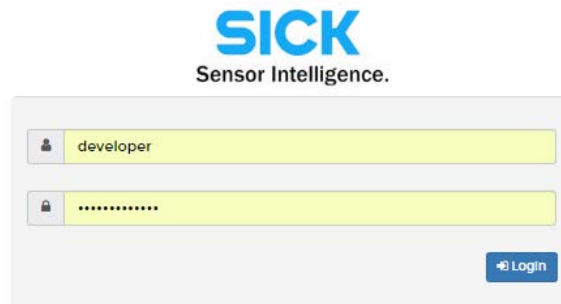 SICK
Sensor Intelligence.
developer
•••••••••••••
Login